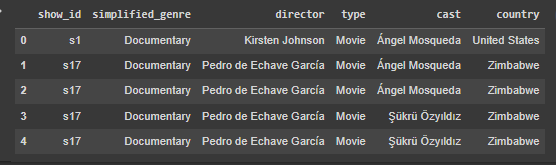 show_id simplified_genre director type cast country
0 s1 Documentary Kirsten Johnson Movie Ángel Mosqueda United States
1 s17 Documentary Pedro de Echave García Movie Ángel Mosqueda Zimbabwe
2 s17 Documentary Pedro de Echave García Movie Ángel Mosqueda Zimbabwe
3 s17 Documentary Pedro de Echave García Movie Şükrü Özyıldız Zimbabwe
4 s17 Documentary Pedro de Echave García Movie Şükrü Özyıldız Zimbabwe